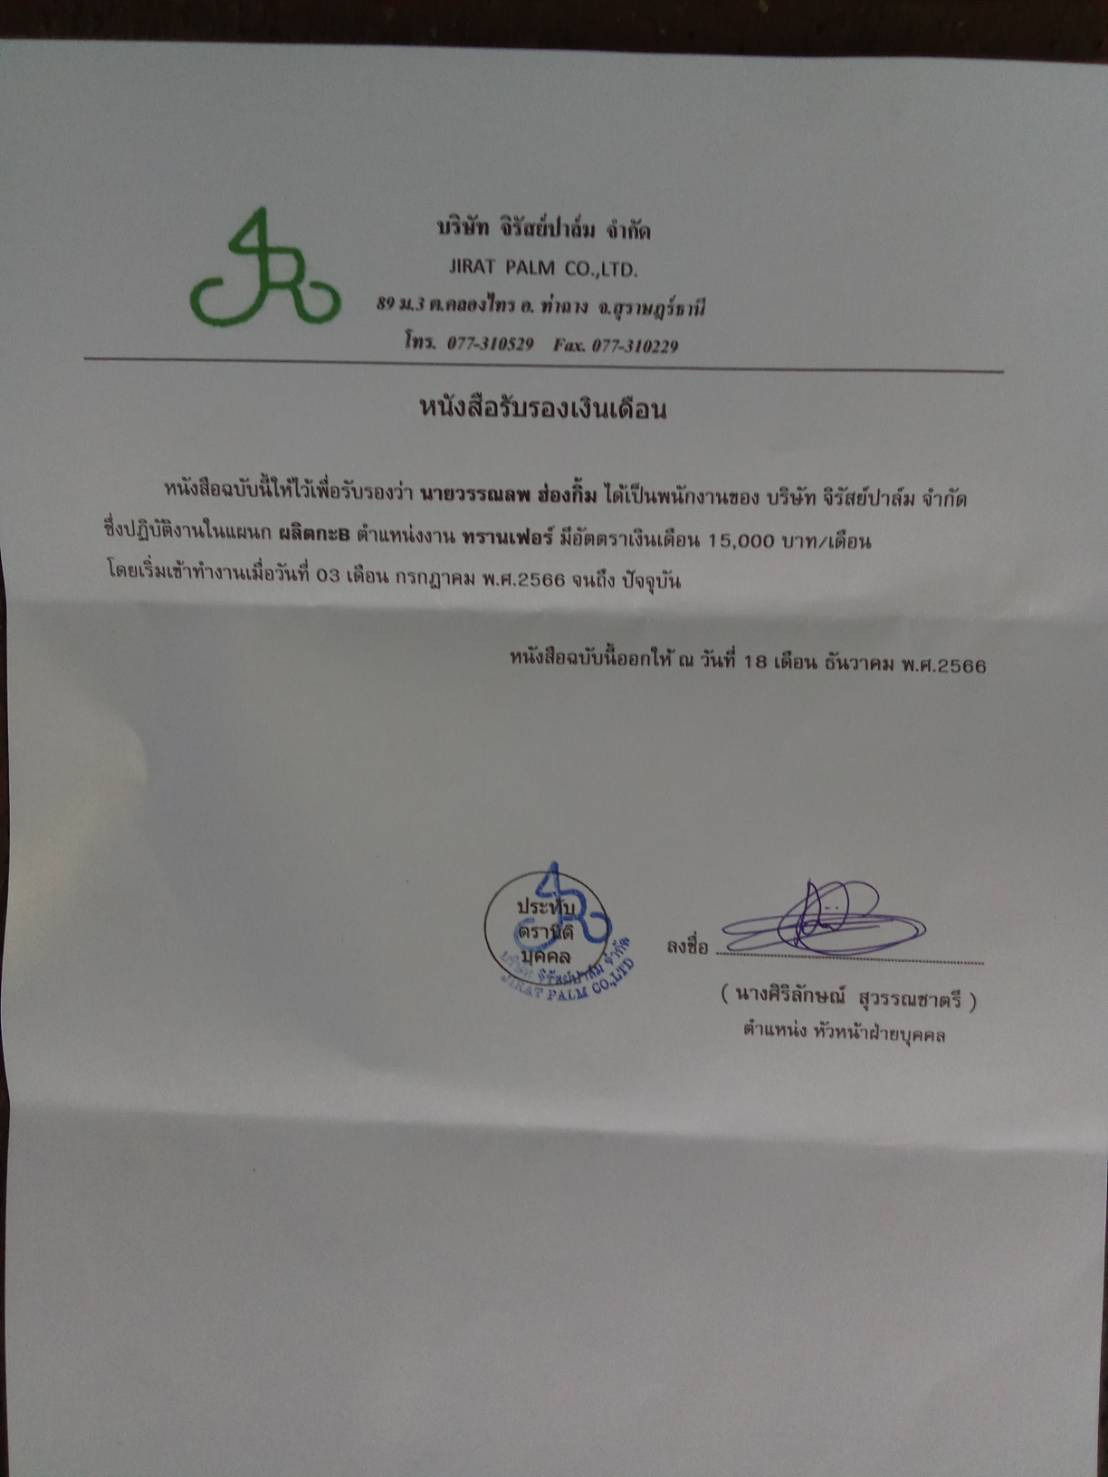 บริษัท จิรัสย์ปาล์ม จำกัด
JIRAT PALM CO.,LTD.
89 ม.3 ต.คลองไทร อ. ท่าฉาง จ.สุราษฎร์ธานี
โทร. 077-310529 Fax. 077-310229
หนังสือรับรองเงินเดือน
หนังสือฉบับนี้ให้ไว้เพื่อรับรองว่า นายวรรณลพ ฮ่องกิ้ม ได้เป็นพนักงานของ บริษัท จิรัสย์ปาล์ม จำกัด
ซึ่งปฏิบัติงานในแผนก ผลิตกะB ตำแหน่งงาน ทรานเฟอร์ มีอัตตราเงินเดือน 15,000 บาท/เดือน
โดยเริ่มเข้าทำงานเมื่อวันที่ 03 เดือน กรกฎาคม พ.ศ.2566 จนถึง ปัจจุบัน
หนังสือฉบับนี้ออกให้ ณ วันที่ 18 เดือน ธันวาคม พ.ศ.2566
ประทับ
ตรานิติ
บุคคล
บริษัท จิรัสย์ปาล์ม จำกัด
JIRAT PALM CO.,LTD
ลงชื่อ
( นางศิริลักษณ์ สุวรรณชาตรี )
ตำแหน่ง หัวหน้าฝ่ายบุคคล